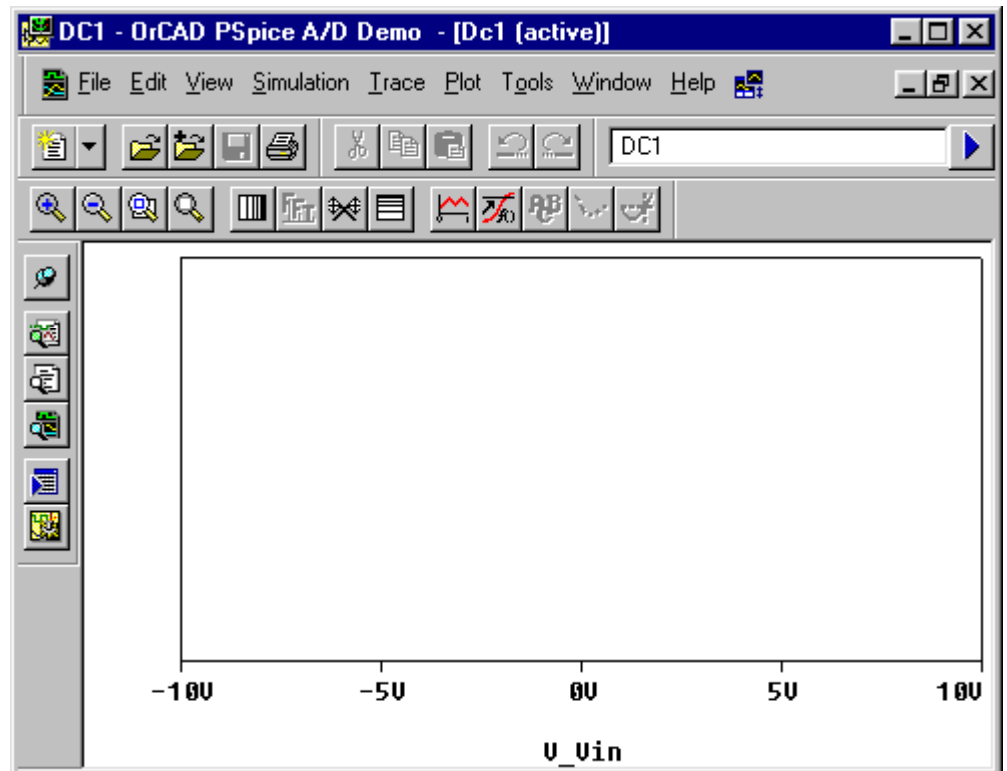 DC1 - OrCAD PSpice A/D Demo - [Dc1 (active)]
File Edit View Simulation Trace Plot Tools Window Help
DC1
FFT
-10V -5V 0V 5V 10V
V_Vin